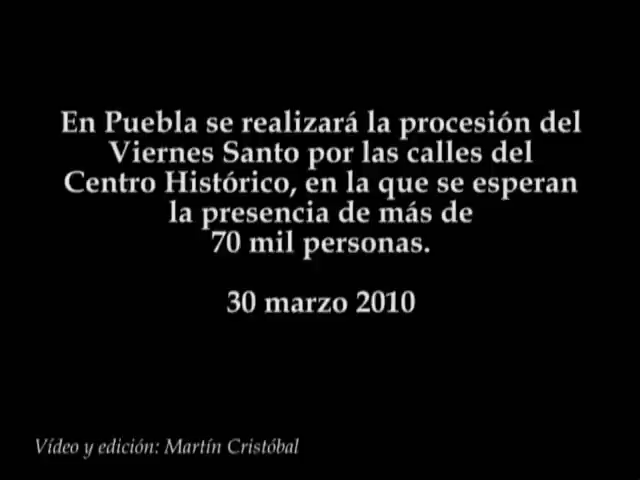 En Puebla se realizará la procesión del
Viernes Santo por las calles del
Centro Histórico, en la que se esperan
la presencia de más de
70 mil personas.
30 marzo 2010
Vídeo y edición: Martín Cristóbal